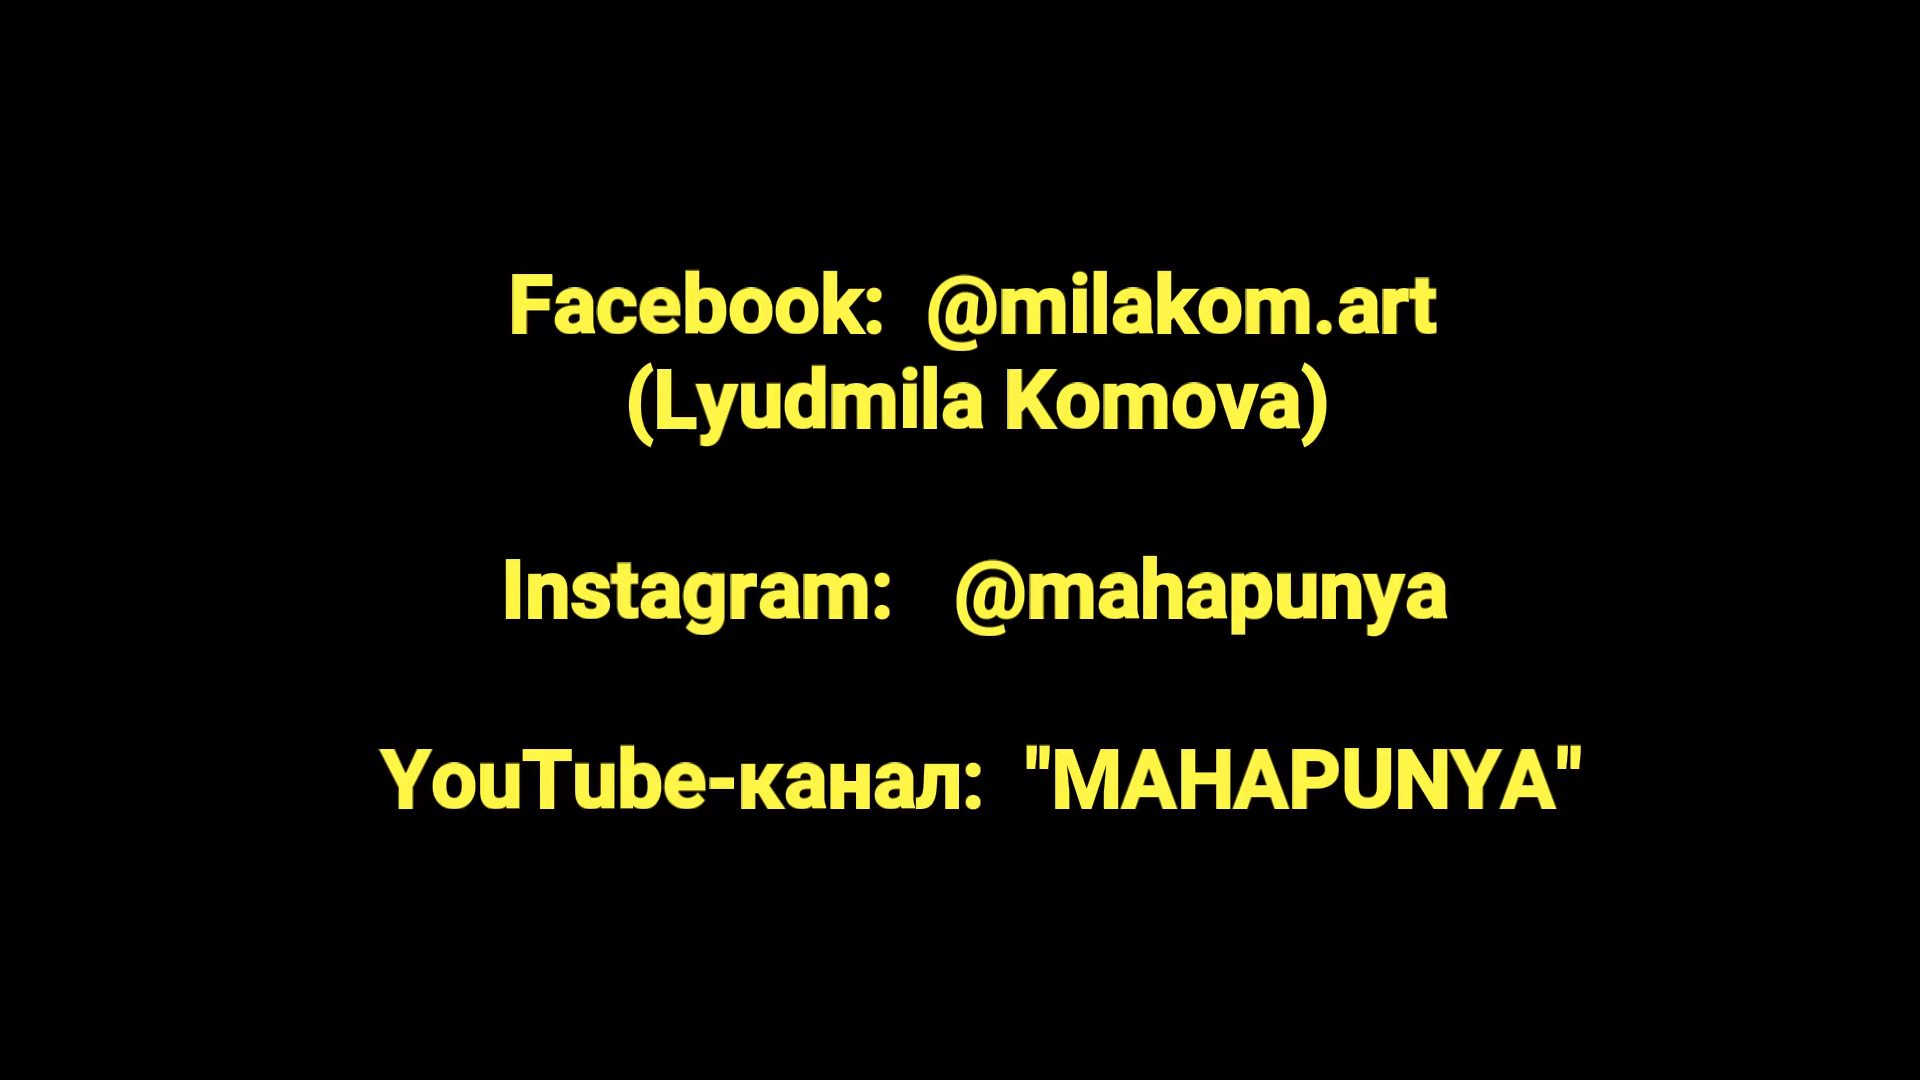 Facebook: @milakom.art
(Lyudmila Komova)
Instagram: @mahapunya
YouTube-канал: "MAHAPUNYA"